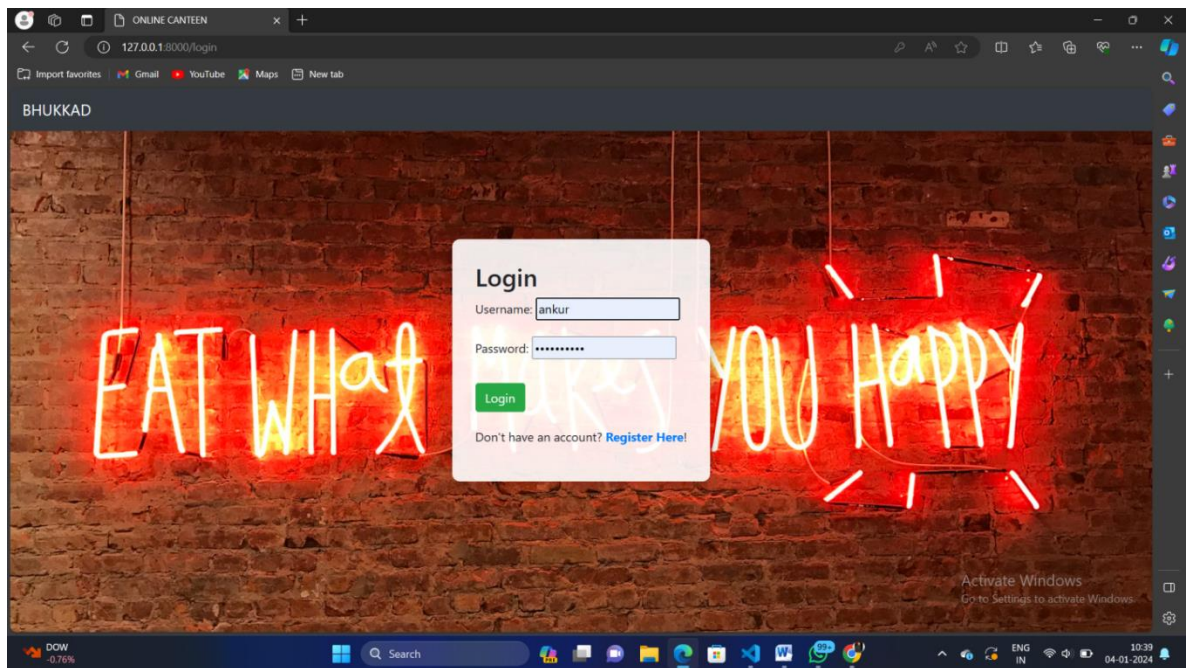 ONLINE CANTEEN
127.0.0.1:8000/login
Import favorites Gmail YouTube Maps New tab
BHUKKAD
EAT WHat MaKes YOU HaPPY
Login
Username: ankur
Password: ••••••••••
Login
Don't have an account? Register Here!
Activate Windows
Go to Settings to activate Windows.
DOW
-0.76%
Search
99+
ENG
IN
10:39
04-01-2024